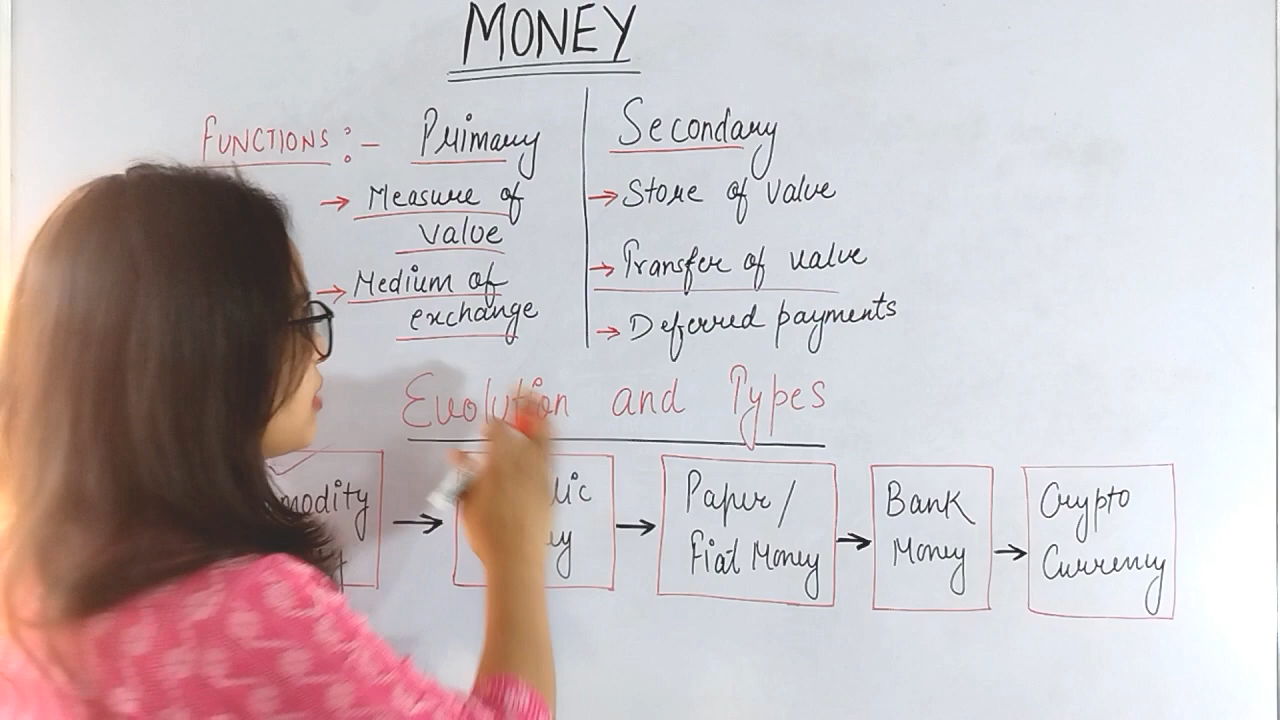 MONEY
FUNCTIONS :- Primary
Secondary
→ Measure of
value
→ Medium of
exchange
→ Store of value
→ Transfer of value
→ Deferred payments
Evolution and Types
→
→
Paper /
Fiat Money
→
Bank
Money
→
Crypto
Currency